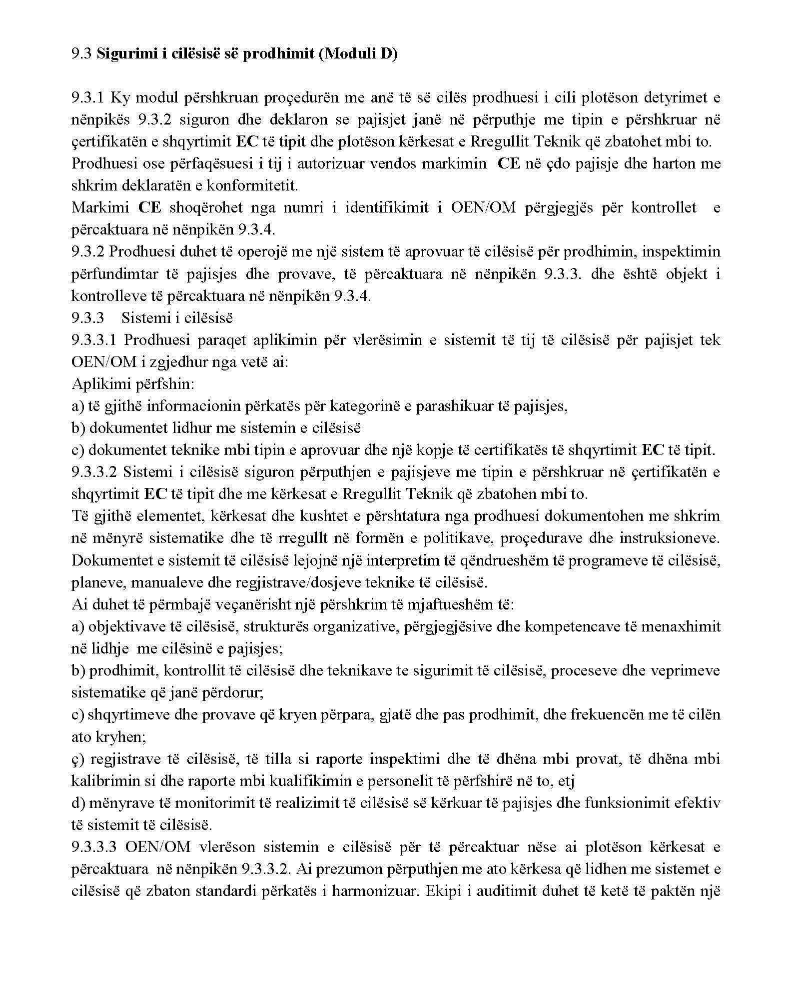 9.3 Sigurimi i cilësisë së prodhimit (Moduli D)
9.3.1 Ky modul përshkruan proçedurën me anë të së cilës prodhuesi i cili plotëson detyrimet e
nënpikës 9.3.2 siguron dhe deklaron se pajisjet janë në përputhje me tipin e përshkruar në
çertifikatën e shqyrtimit EC të tipit dhe plotëson kërkesat e Rregullit Teknik që zbatohet mbi to.
Prodhuesi ose përfaqësuesi i tij i autorizuar vendos markimin CE në çdo pajisje dhe harton me
shkrim deklaratën e konformitetit.
Markimi CE shoqërohet nga numri i identifikimit i OEN/OM përgjegjës për kontrollet e
përcaktuara në nënpikën 9.3.4.
9.3.2 Prodhuesi duhet të operojë me një sistem të aprovuar të cilësisë për prodhimin, inspektimin
përfundimtar të pajisjes dhe provave, të përcaktuara në nënpikën 9.3.3. dhe është objekt i
kontrolleve të përcaktuara në nënpikën 9.3.4.
9.3.3 Sistemi i cilësisë
9.3.3.1 Prodhuesi paraqet aplikimin për vlerësimin e sistemit të tij të cilësisë për pajisjet tek
OEN/OM i zgjedhur nga vetë ai:
Aplikimi përfshin:
a) të gjithë informacionin përkatës për kategorinë e parashikuar të pajisjes,
b) dokumentet lidhur me sistemin e cilësisë
c) dokumentet teknike mbi tipin e aprovuar dhe një kopje të certifikatës të shqyrtimit EC të tipit.
9.3.3.2 Sistemi i cilësisë siguron përputhjen e pajisjeve me tipin e përshkruar në çertifikatën e
shqyrtimit EC të tipit dhe me kërkesat e Rregullit Teknik që zbatohen mbi to.
Të gjithë elementet, kërkesat dhe kushtet e përshtatura nga prodhuesi dokumentohen me shkrim
në mënyrë sistematike dhe të rregullt në formën e politikave, proçedurave dhe instruksioneve.
Dokumentet e sistemit të cilësisë lejojnë një interpretim të qëndrueshëm të programeve të cilësisë,
planeve, manualeve dhe regjistrave/dosjeve teknike të cilësisë.
Ai duhet të përmbajë veçanërisht një përshkrim të mjaftueshëm të:
a) objektivave të cilësisë, strukturës organizative, përgjegjësive dhe kompetencave të menaxhimit
në lidhje me cilësinë e pajisjes;
b) prodhimit, kontrollit të cilësisë dhe teknikave te sigurimit të cilësisë, proceseve dhe veprimeve
sistematike që janë përdorur;
c) shqyrtimeve dhe provave që kryen përpara, gjatë dhe pas prodhimit, dhe frekuencën me të cilën
ato kryhen;
ç) regjistrave të cilësisë, të tilla si raporte inspektimi dhe të dhëna mbi provat, të dhëna mbi
kalibrimin si dhe raporte mbi kualifikimin e personelit të përfshirë në to, etj
d) mënyrave të monitorimit të realizimit të cilësisë së kërkuar të pajisjes dhe funksionimit efektiv
të sistemit të cilësisë.
9.3.3.3 OEN/OM vlerëson sistemin e cilësisë për të përcaktuar nëse ai plotëson kërkesat e
përcaktuara në nënpikën 9.3.3.2. Ai prezumon përputhjen me ato kërkesa që lidhen me sistemet e
cilësisë që zbaton standardi përkatës i harmonizuar. Ekipi i auditimit duhet të ketë të paktën një